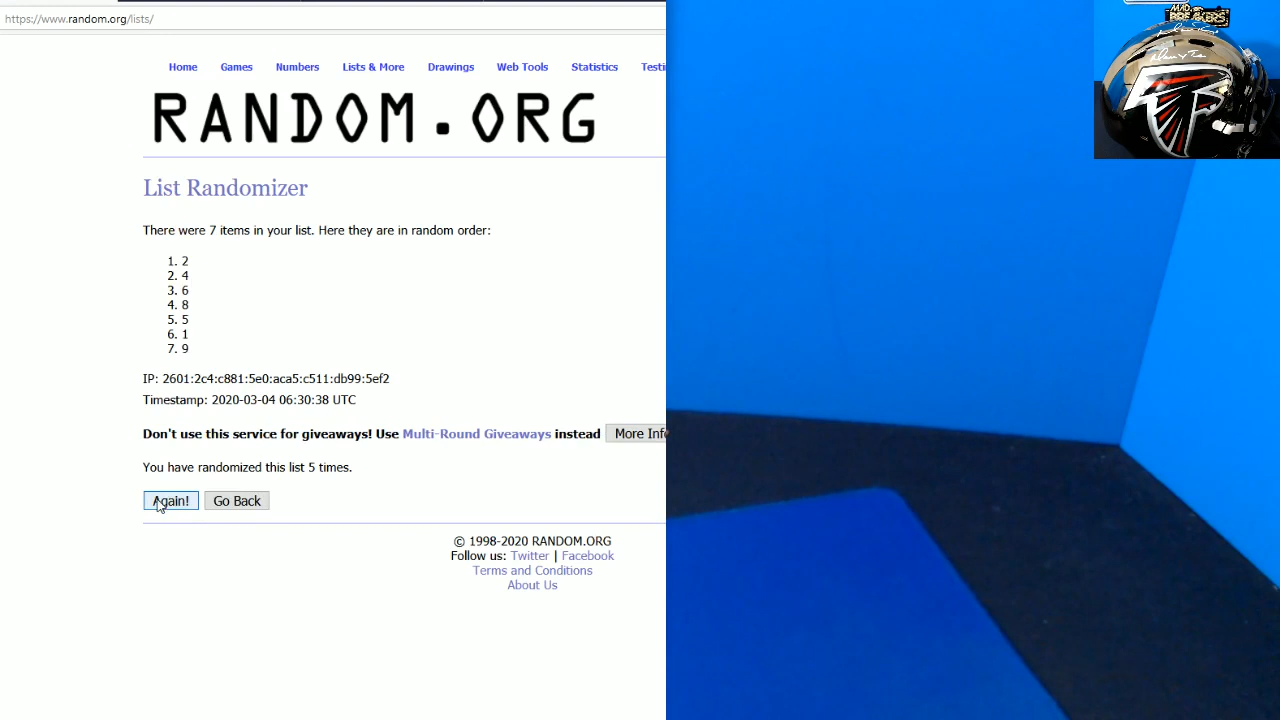 https://www.random.org/lists/
Home Games Numbers Lists & More Drawings Web Tools Statistics
RANDOM.ORG
List Randomizer
There were 7 items in your list. Here they are in random order:
1. 2
2. 4
3. 6
4. 8
5. 5
6. 1
7. 9
IP: 2601:2c4:c881:5e0:aca5:c511:db99:5ef2
Timestamp: 2020-03-04 06:30:38 UTC
Don't use this service for giveaways! Use Multi-Round Giveaways instead More Info
You have randomized this list 5 times.
Again! Go Back
© 1998-2020 RANDOM.ORG
Follow us: Twitter | Facebook
Terms and Conditions
About Us
MAD
BREAKERS